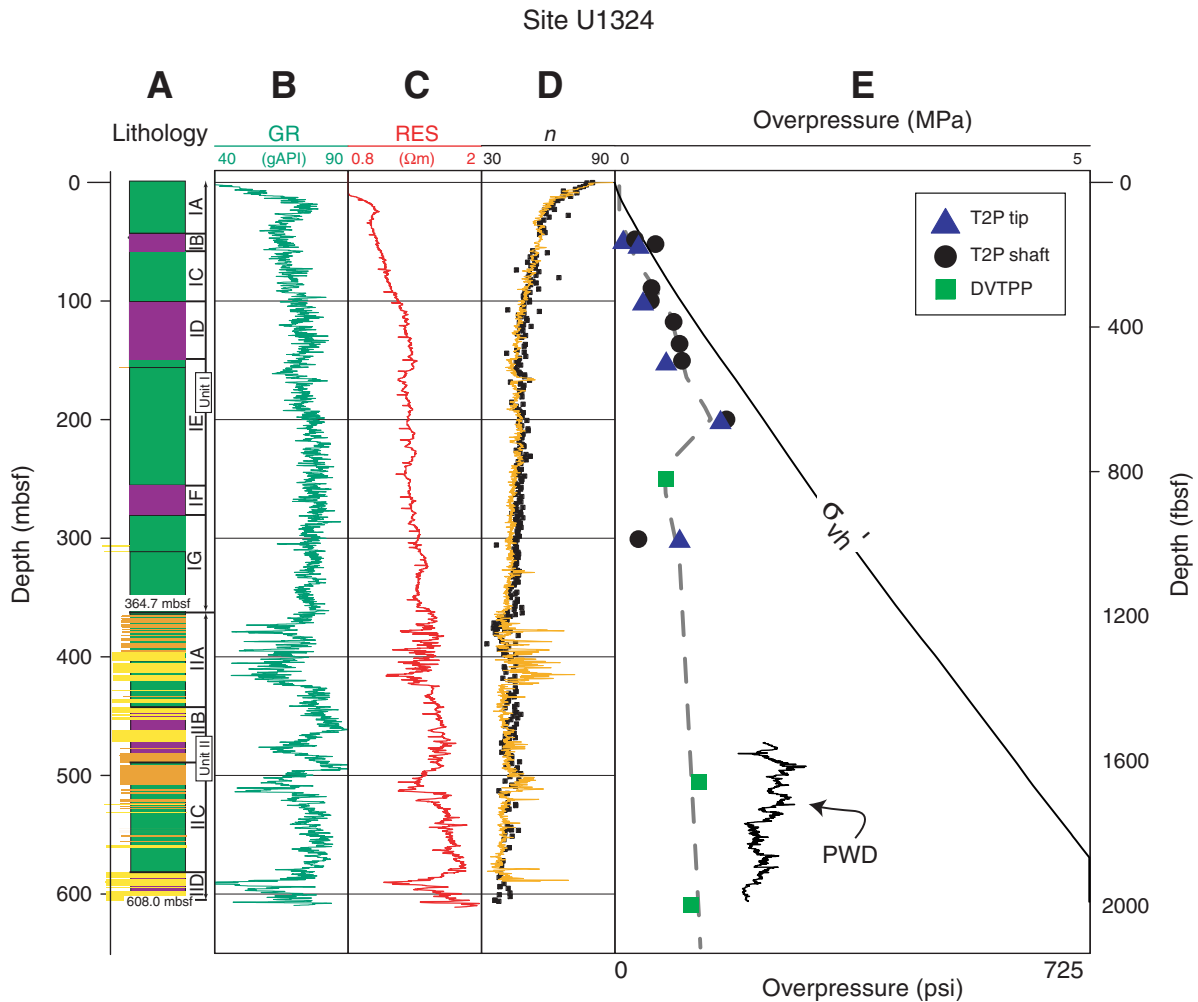 Site U1324
A B C D E
Lithology GR RES n Overpressure (MPa)
40 (gAPI) 90 0.8 (Ωm) 2 30 90 0 5
Depth (mbsf)
0
100
200
300
400
500
600
IA
IB
IC
ID
IE
IF
IG
IIA
IIB
IIC
IID
Unit I
Unit II
364.7 mbsf
608.0 mbsf
T2P tip
T2P shaft
DVTPP
σvh'
PWD
0
400
800
1200
1600
2000
Depth (fbsf)
0 725
Overpressure (psi)